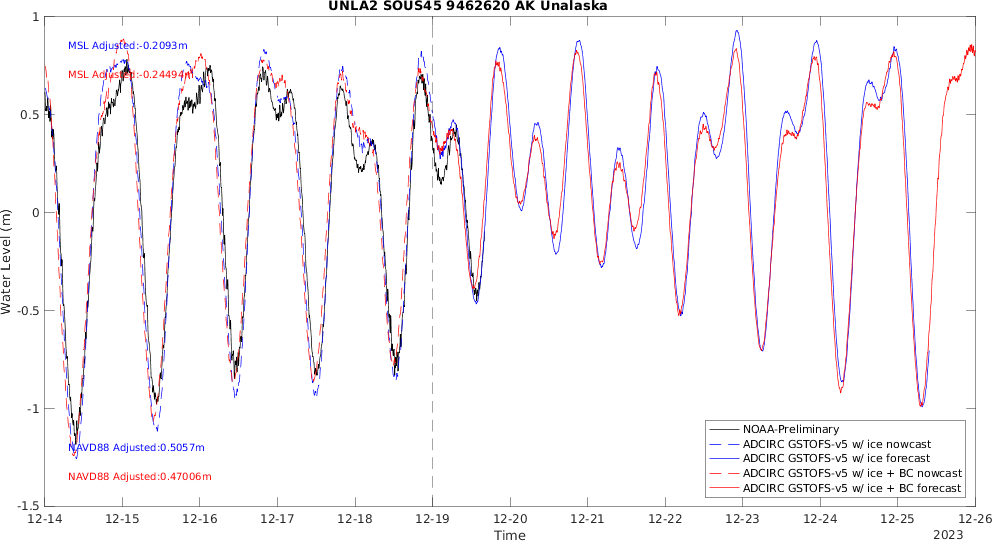 UNLA2 SOUS45 9462620 AK Unalaska
1
MSL Adjusted:-0.2093m
MSL Adjusted:-0.24494m
0.5
0
Water Level (m)
-0.5
-1
NAVD88 Adjusted:0.5057m
NAVD88 Adjusted:0.47006m
-1.5
NOAA-Preliminary
ADCIRC GSTOFS-v5 w/ ice nowcast
ADCIRC GSTOFS-v5 w/ ice forecast
ADCIRC GSTOFS-v5 w/ ice + BC nowcast
ADCIRC GSTOFS-v5 w/ ice + BC forecast
12-14 12-15 12-16 12-17 12-18 12-19 12-20 12-21 12-22 12-23 12-24 12-25 12-26
Time
2023